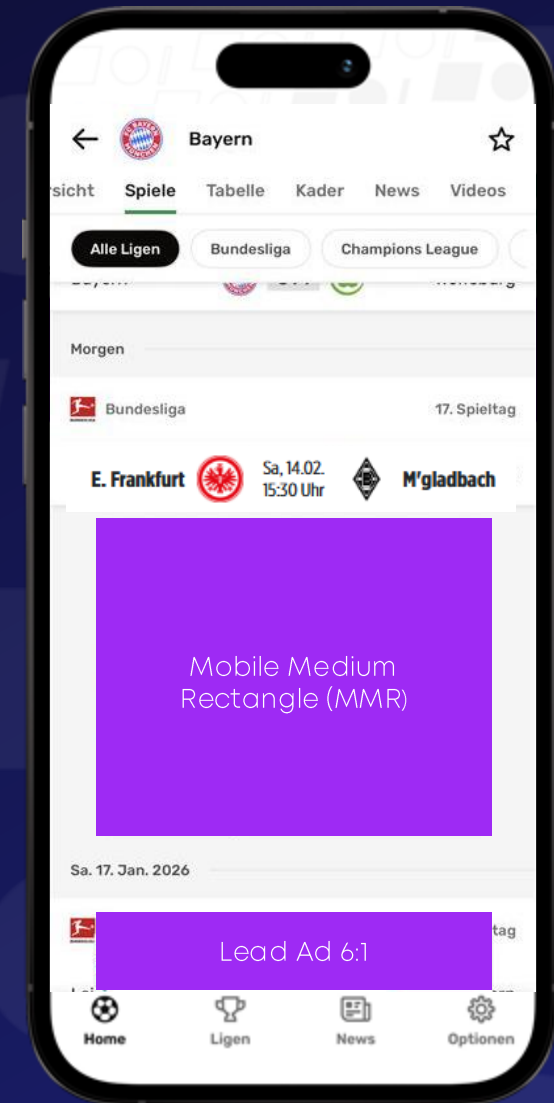 Bayern
Spiele Tabelle Kader News Videos
Alle Ligen Bundesliga Champions League
Morgen
Bundesliga 17. Spieltag
E. Frankfurt Sa, 14.02. M'gladbach
15:30 Uhr
Mobile Medium
Rectangle (MMR)
Sa. 17. Jan. 2026
tag
Lead Ad 6:1
Home Ligen News Optionen